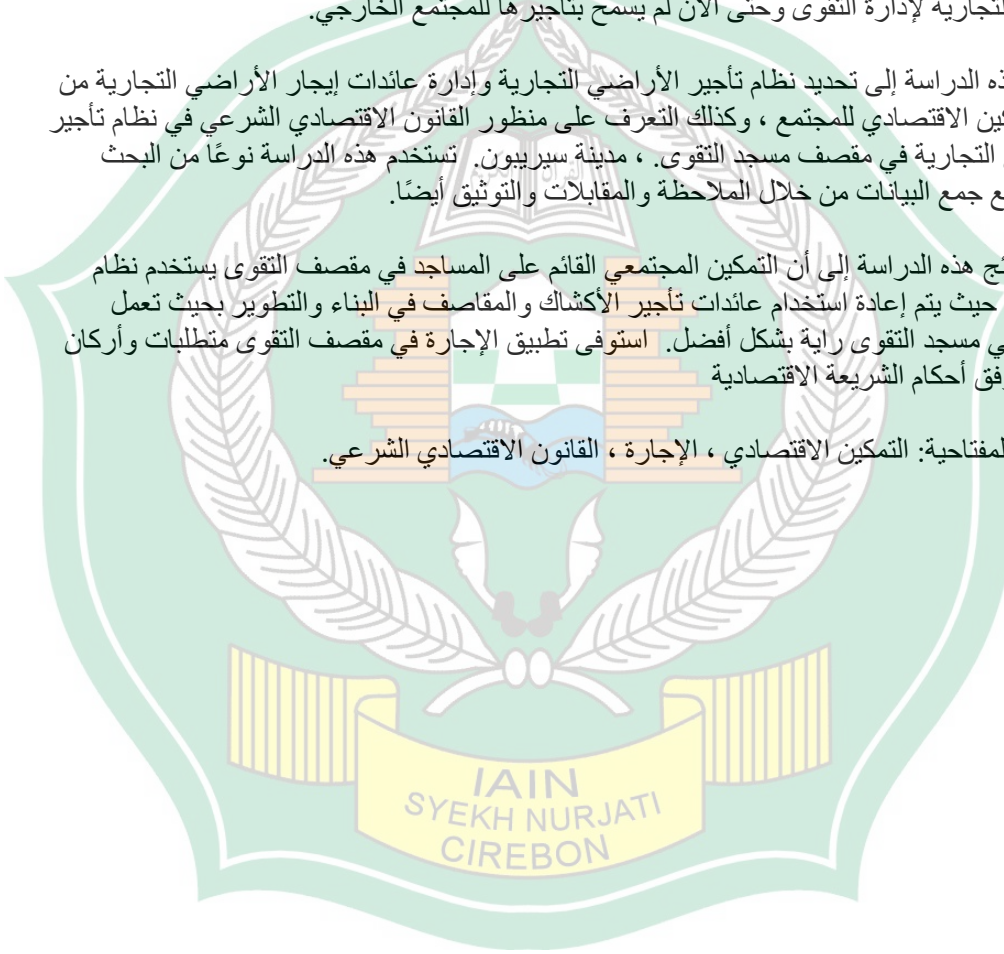 لتجارية لإدارة التقوى وحتى الآن لم يسمح بتأجيرها للمجتمع الخارجي.
ذه الدراسة إلى تحديد نظام تأجير الأراضي التجارية وإدارة عائدات إيجار الأراضي التجارية من
كين الاقتصادي للمجتمع ، وكذلك التعرف على منظور القانون الاقتصادي الشرعي في نظام تأجير
التجارية في مقصف مسجد التقوى. ، مدينة سيريبون. تستخدم هذه الدراسة نوعًا من البحث
ع جمع البيانات من خلال الملاحظة والمقابلات والتوثيق أيضًا.
ئج هذه الدراسة إلى أن التمكين المجتمعي القائم على المساجد في مقصف التقوى يستخدم نظام
حيث يتم إعادة استخدام عائدات تأجير الأكشاك والمقاصف في البناء والتطوير بحيث تعمل
ي مسجد التقوى راية بشكل أفضل. استوفى تطبيق الإجارة في مقصف التقوى متطلبات وأركان
فق أحكام الشريعة الاقتصادية
لمفتاحية: التمكين الاقتصادي ، الإجارة ، القانون الاقتصادي الشرعي.
IAIN
SYEKH NURJATI
CIREBON